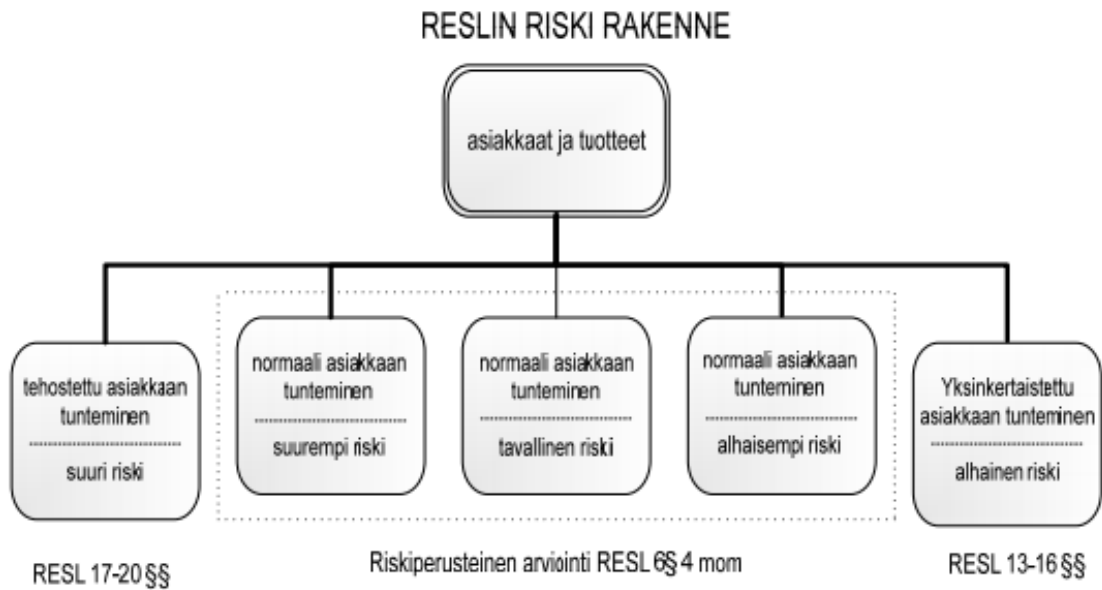 RESLIN RISKI RAKENNE
asiakkaat ja tuotteet
tehostettu asiakkaan
tunteminen
suuri riski
normaali asiakkaan
tunteminen
suurempi riski
normaali asiakkaan
tunteminen
tavallinen riski
normaali asiakkaan
tunteminen
alhaisempi riski
Yksinkertaistettu
asiakkaan tunteminen
alhainen riski
RESL 17-20 §§
Riskiperusteinen arviointi RESL 6§ 4 mom
RESL 13-16 §§